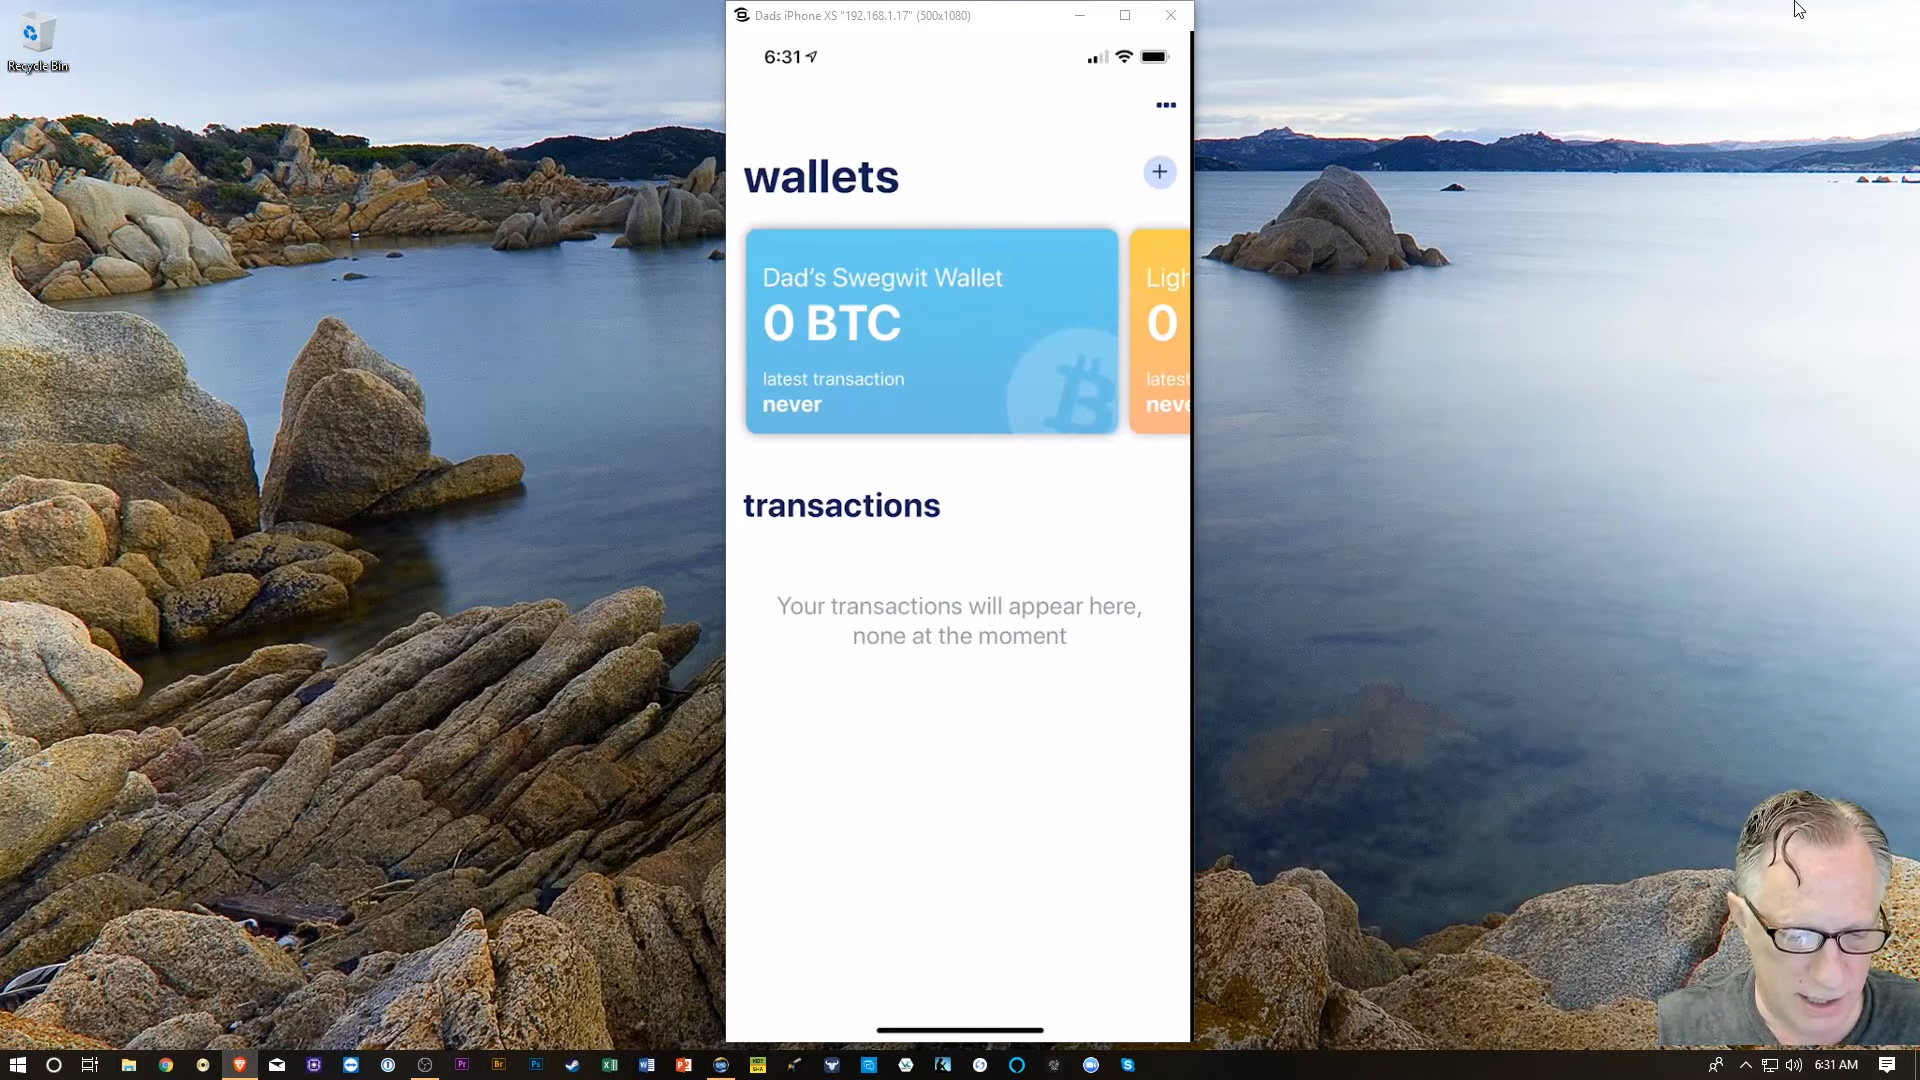 Recycle Bin
Dads iPhone XS "192.168.1.17" (500x1080)
6:31
wallets
Dad's Swegwit Wallet
0 BTC
latest transaction
never
Ligh
0
latest
neve
transactions
Your transactions will appear here,
none at the moment
6:31 AM